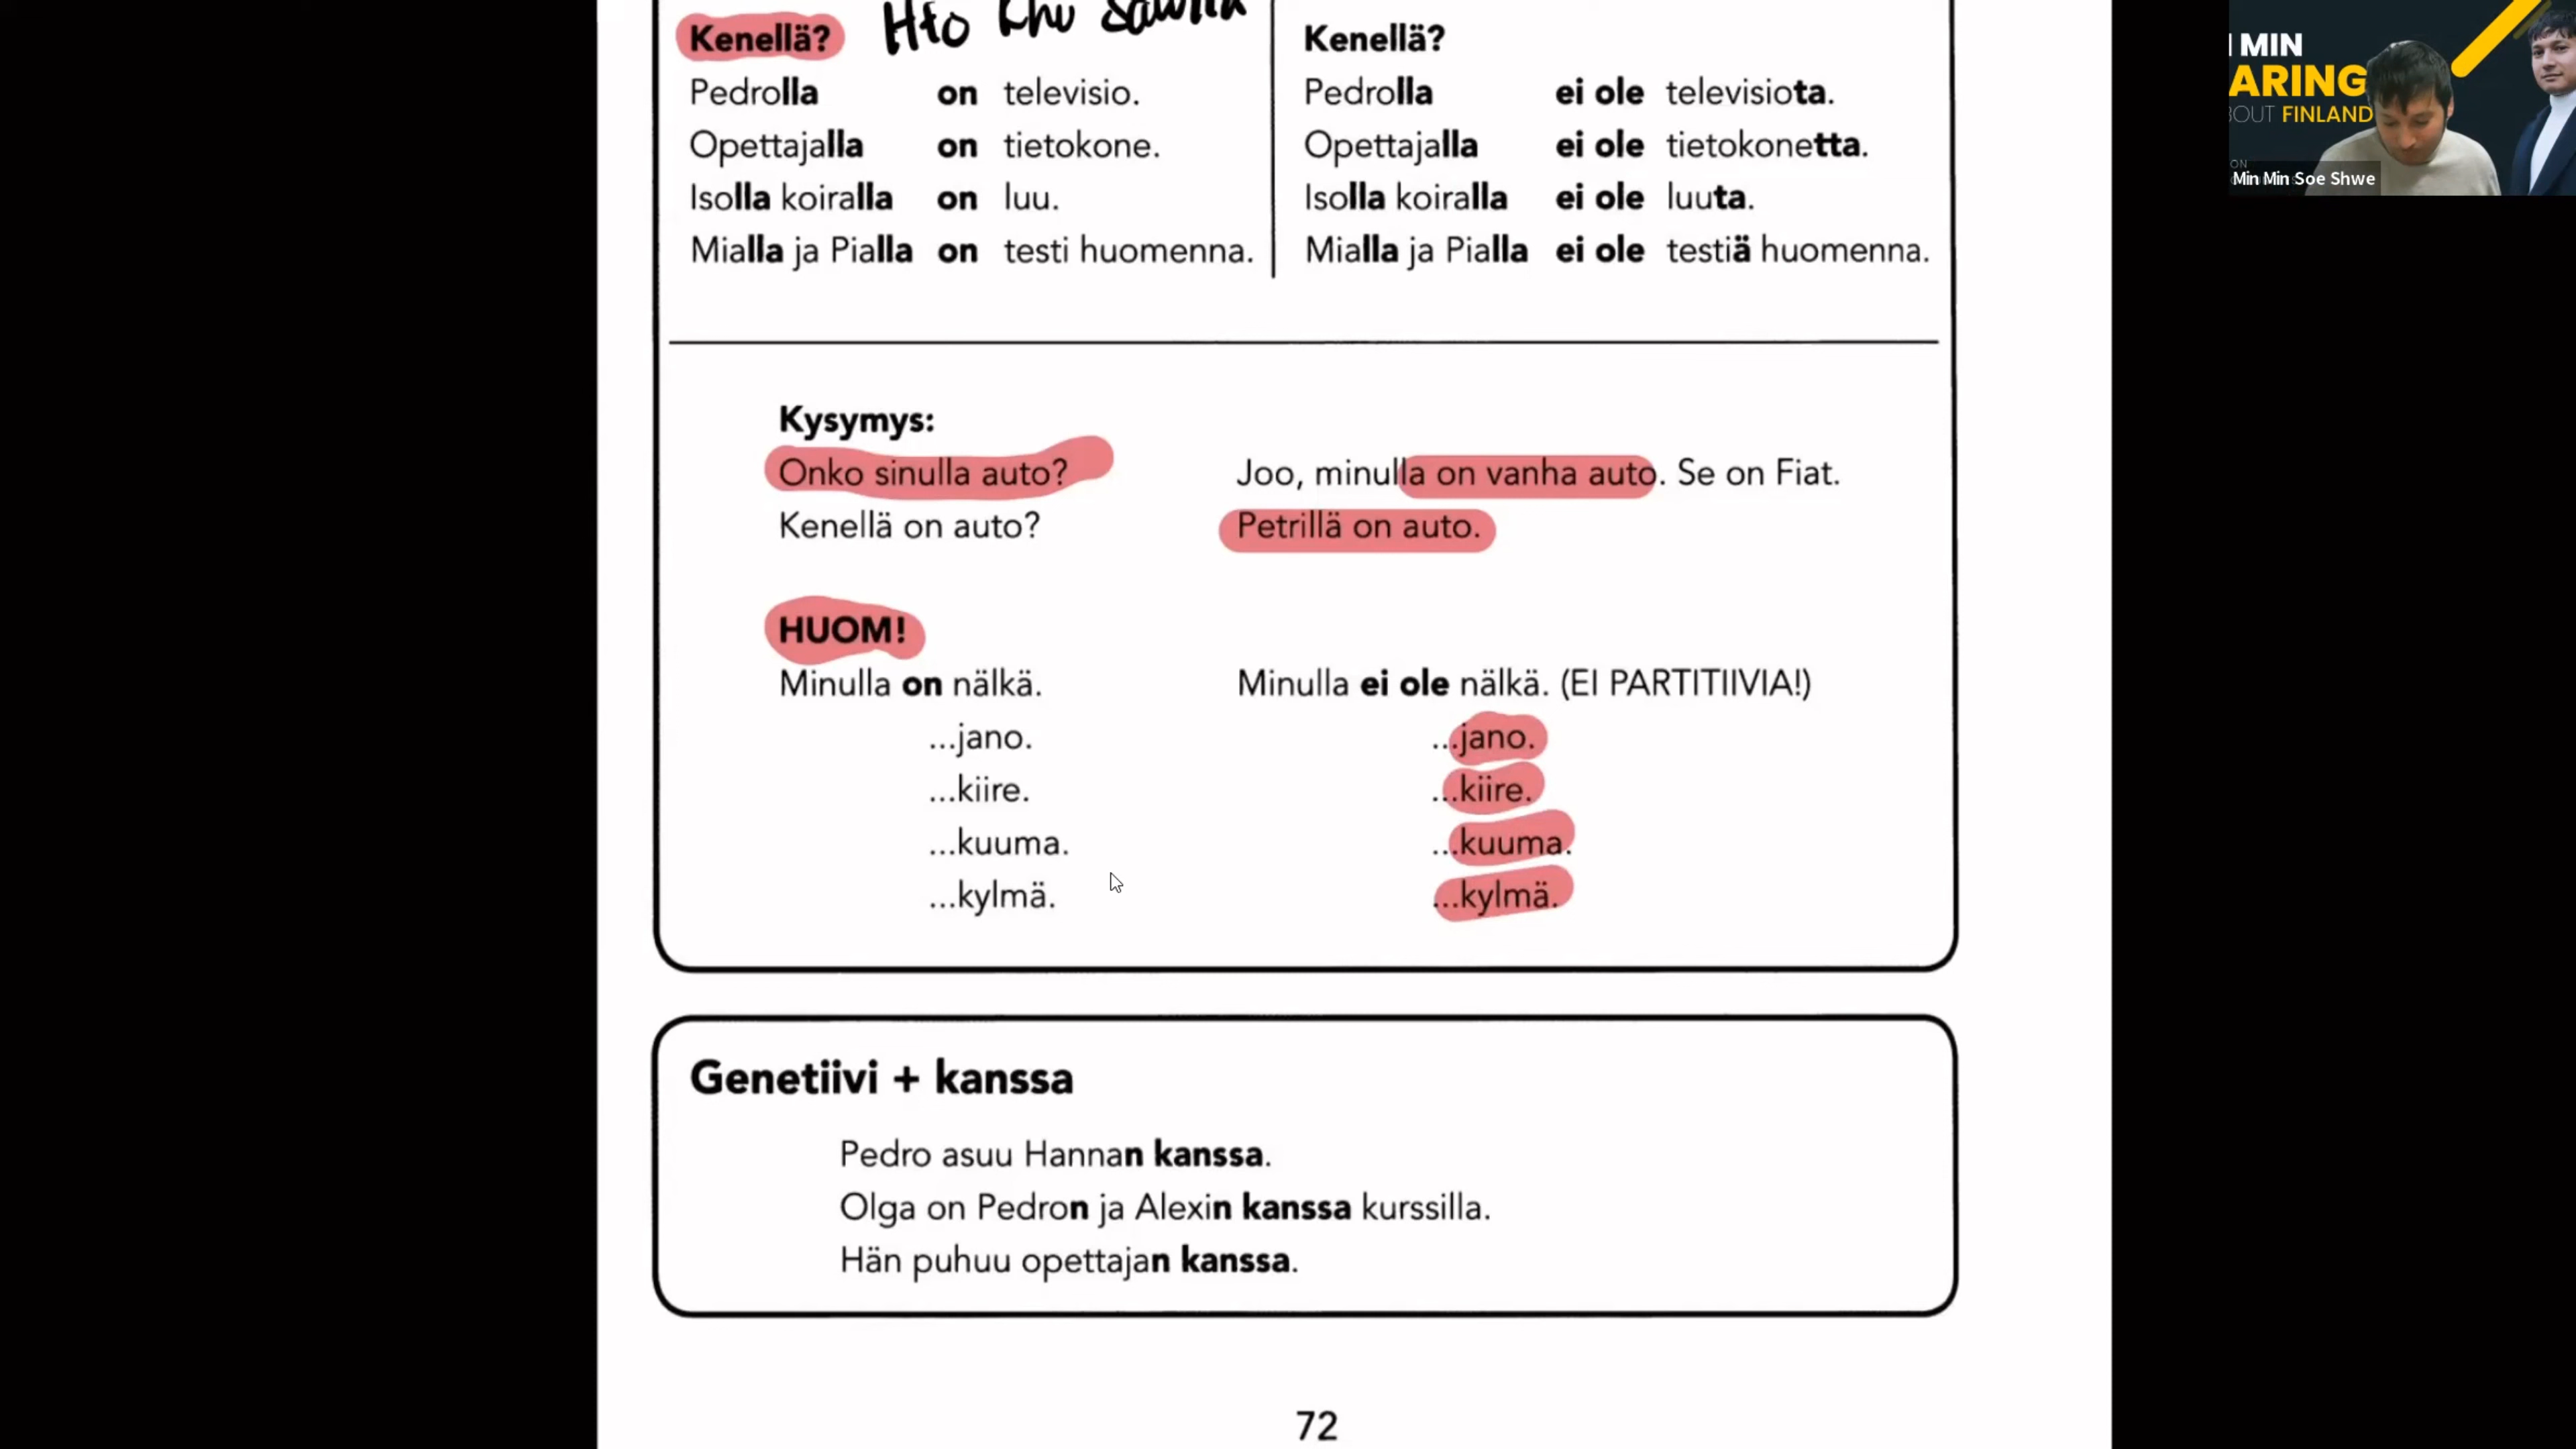 Kenellä? Hto Khu
Kenellä?
Pedrolla on televisio.
Pedrolla ei ole televisiota.
Opettajalla on tietokone.
Opettajalla ei ole tietokonetta.
Isolla koiralla on luu.
Isolla koiralla ei ole luuta.
Mialla ja Pialla on testi huomenna.
Mialla ja Pialla ei ole testiä huomenna.
Kysymys:
Onko sinulla auto?
Joo, minulla on vanha auto. Se on Fiat.
Kenellä on auto?
Petrillä on auto.
HUOM!
Minulla on nälkä.
Minulla ei ole nälkä. (EI PARTITIIVIA!)
...jano.
...jano.
...kiire.
...kiire.
...kuuma.
...kuuma.
...kylmä.
...kylmä.
Genetiivi + kanssa
Pedro asuu Hannan kanssa.
Olga on Pedron ja Alexin kanssa kurssilla.
Hän puhuu opettajan kanssa.
72
MIN
ARING
BOUT FINLAND
ON
Min Min Soe Shwe